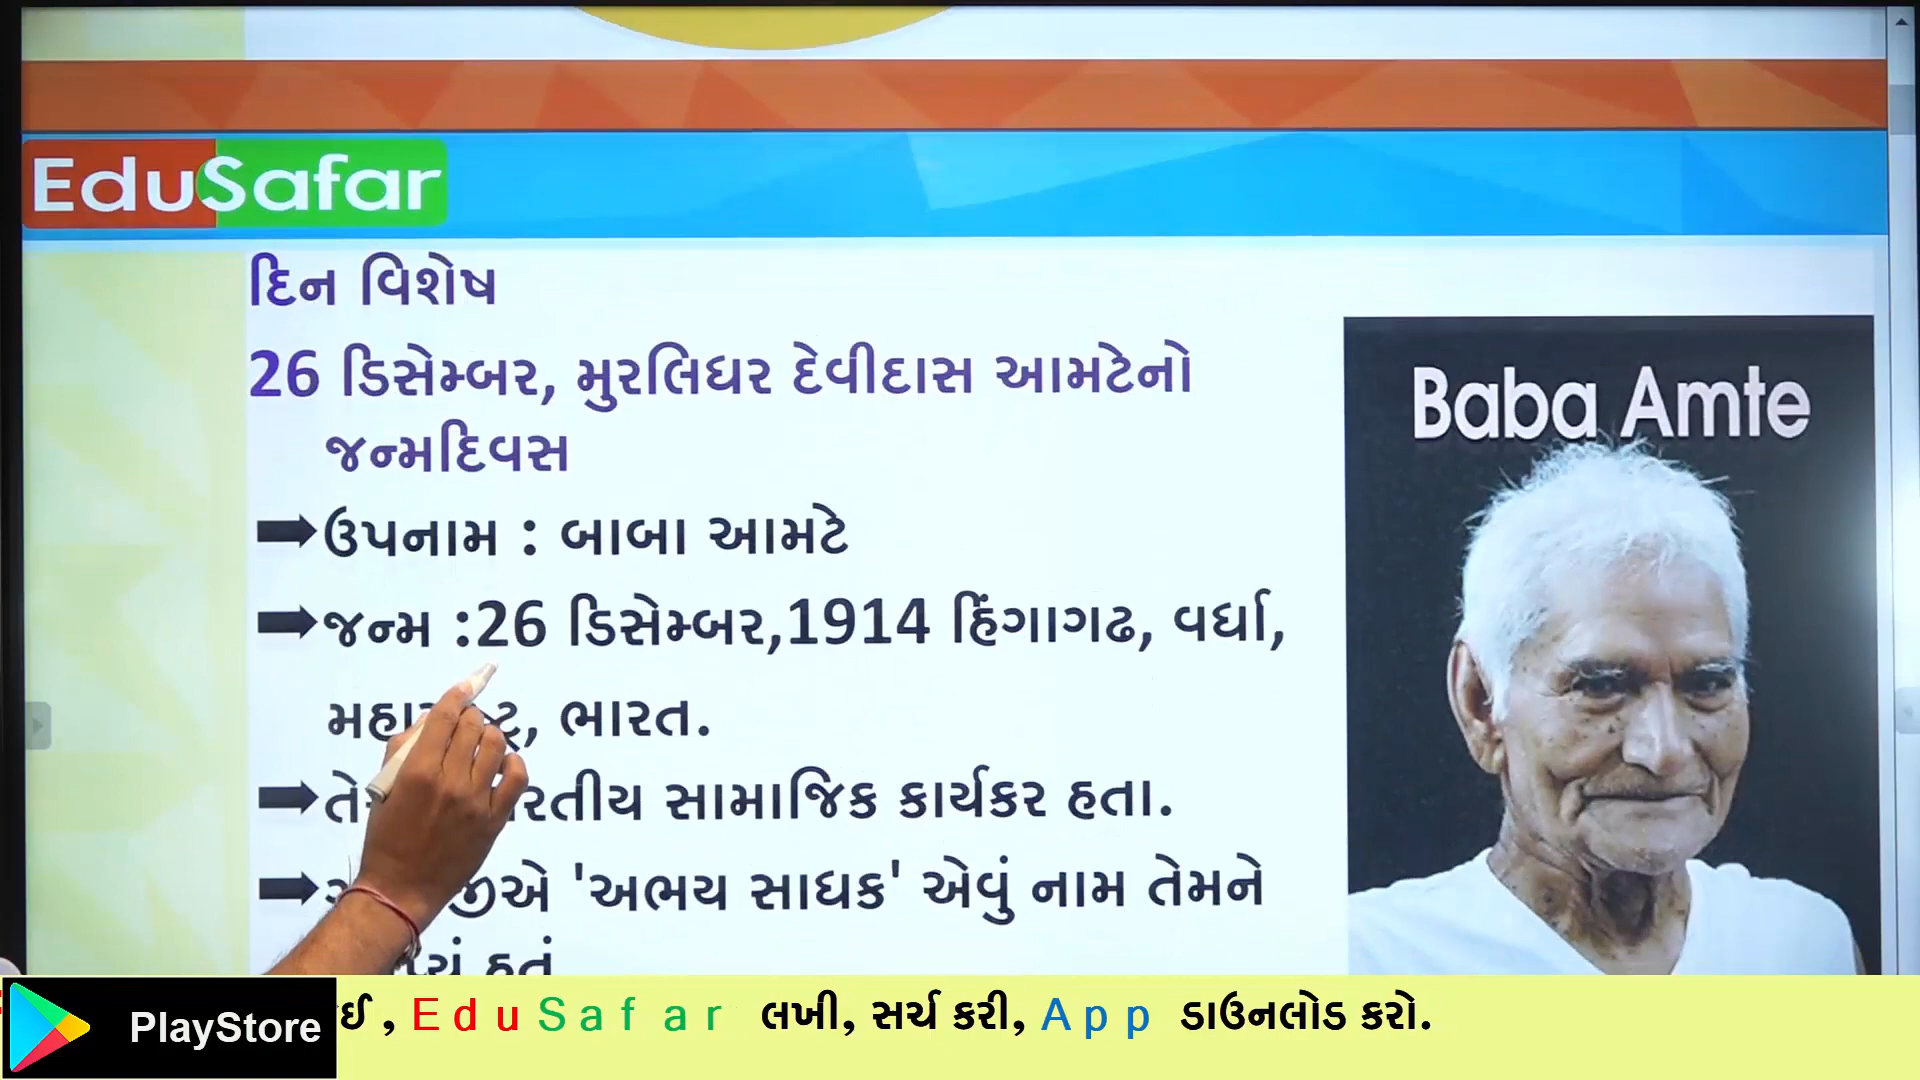 EduSafar
દિન વિશેષ
26 ડિસેમ્બર, મુરલિધર દેવીદાસ આમટેનો
જન્મદિવસ
Baba Amte
➡ઉપનામ : બાબા આમટે
➡જન્મ :26 ડિસેમ્બર,1914 હિંગાગઢ, વર્ધા,
ભારત.
➡ સામાજિક કાર્યકર હતા.
➡ 'અભય સાધક' એવું નામ તેમને
હતું
PlayStore , EduSafar લખી, સર્ચ કરી, App ડાઉનલોડ કરો.